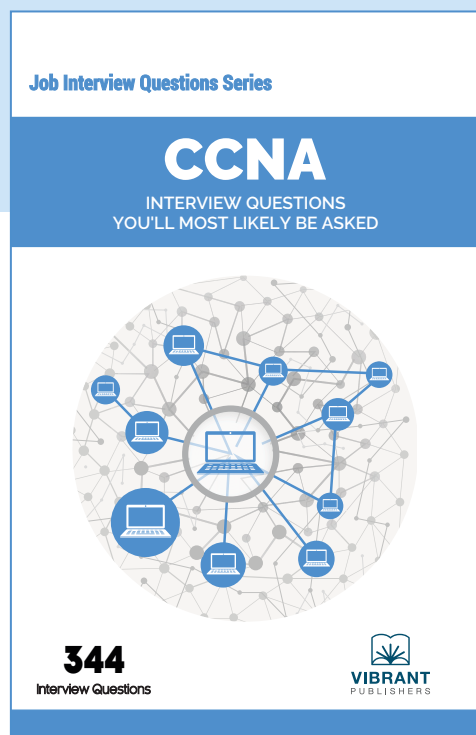 Job Interview Questions Series
CCNA
INTERVIEW QUESTIONS
YOU'LL MOST LIKELY BE ASKED
344
Interview Questions
VIBRANT
PUBLISHERS